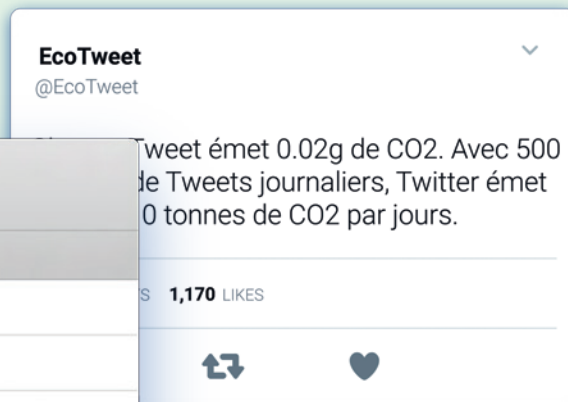 EcoTweet
@EcoTweet
Tweet émet 0.02g de CO2. Avec 500
de Tweets journaliers, Twitter émet
0 tonnes de CO2 par jours.
1,170 LIKES